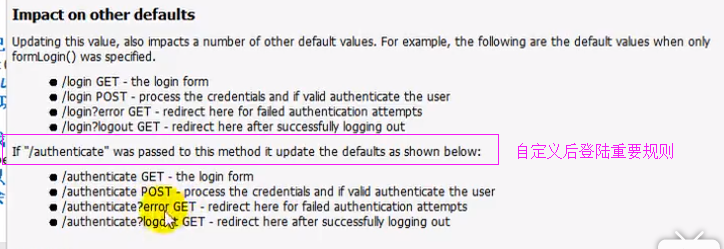 Impact on other defaults
Updating this value, also impacts a number of other default values. For example, the following are the default values when only
formLogin() was specified.
● /login GET - the login form
● /login POST - process the credentials and if valid authenticate the user
● /login?error GET - redirect here for failed authentication attempts
● /login?logout GET - redirect here after successfully logging out
If "/authenticate" was passed to this method it update the defaults as shown below:
自定义后登陆重要规则
● /authenticate GET - the login form
● /authenticate POST - process the credentials and if valid authenticate the user
● /authenticate?error GET - redirect here for failed authentication attempts
● /authenticate?logout GET - redirect here after successfully logging out